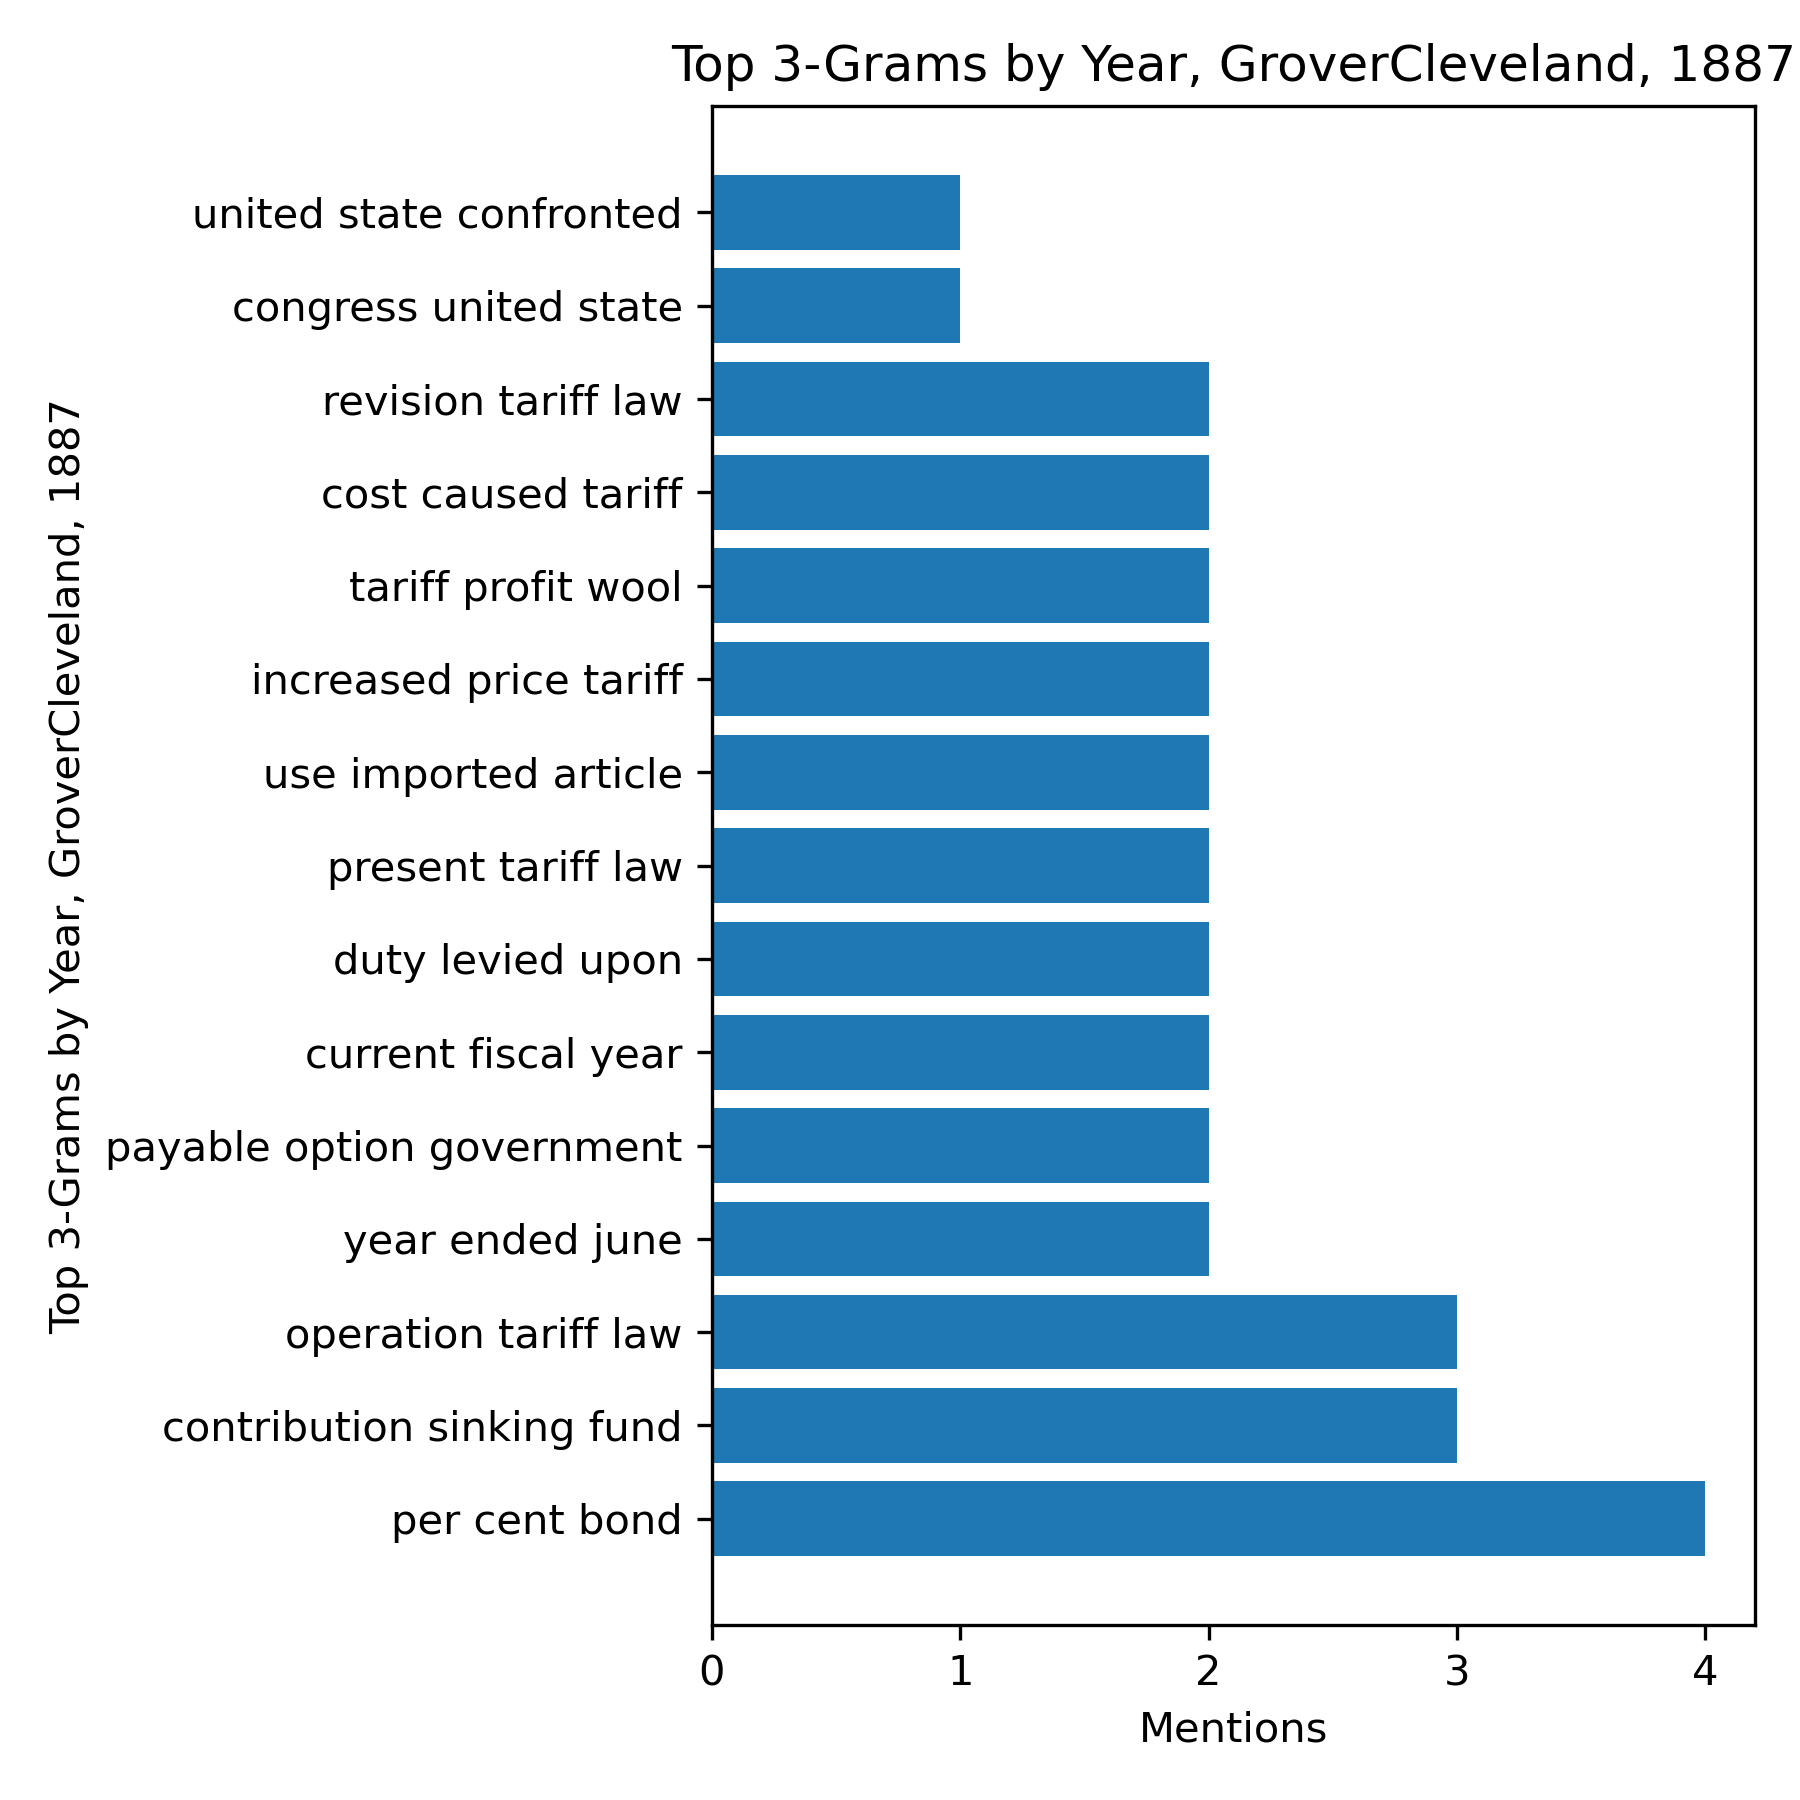 Top 3-Grams by Year, GroverCleveland, 1887
Top 3-Grams by Year, GroverCleveland, 1887
united state confronted
congress united state
revision tariff law
cost caused tariff
tariff profit wool
increased price tariff
use imported article
present tariff law
duty levied upon
current fiscal year
payable option government
year ended june
operation tariff law
contribution sinking fund
per cent bond
0 1 2 3 4
Mentions